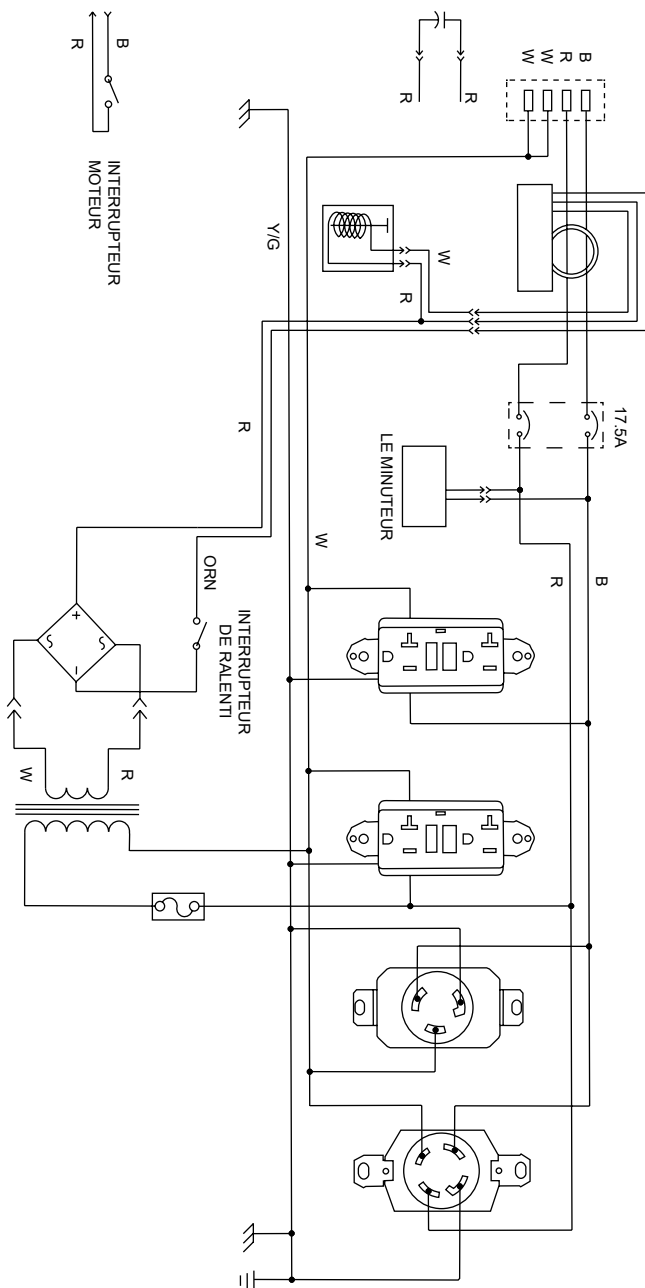 B
R
INTERRUPTEUR
MOTEUR
R
R
W
W
R
B
Y/G
W
R
17.5A
LE MINUTEUR
R
W
R
B
ORN
INTERRUPTEUR
DE RALENTI
+
−
W
R